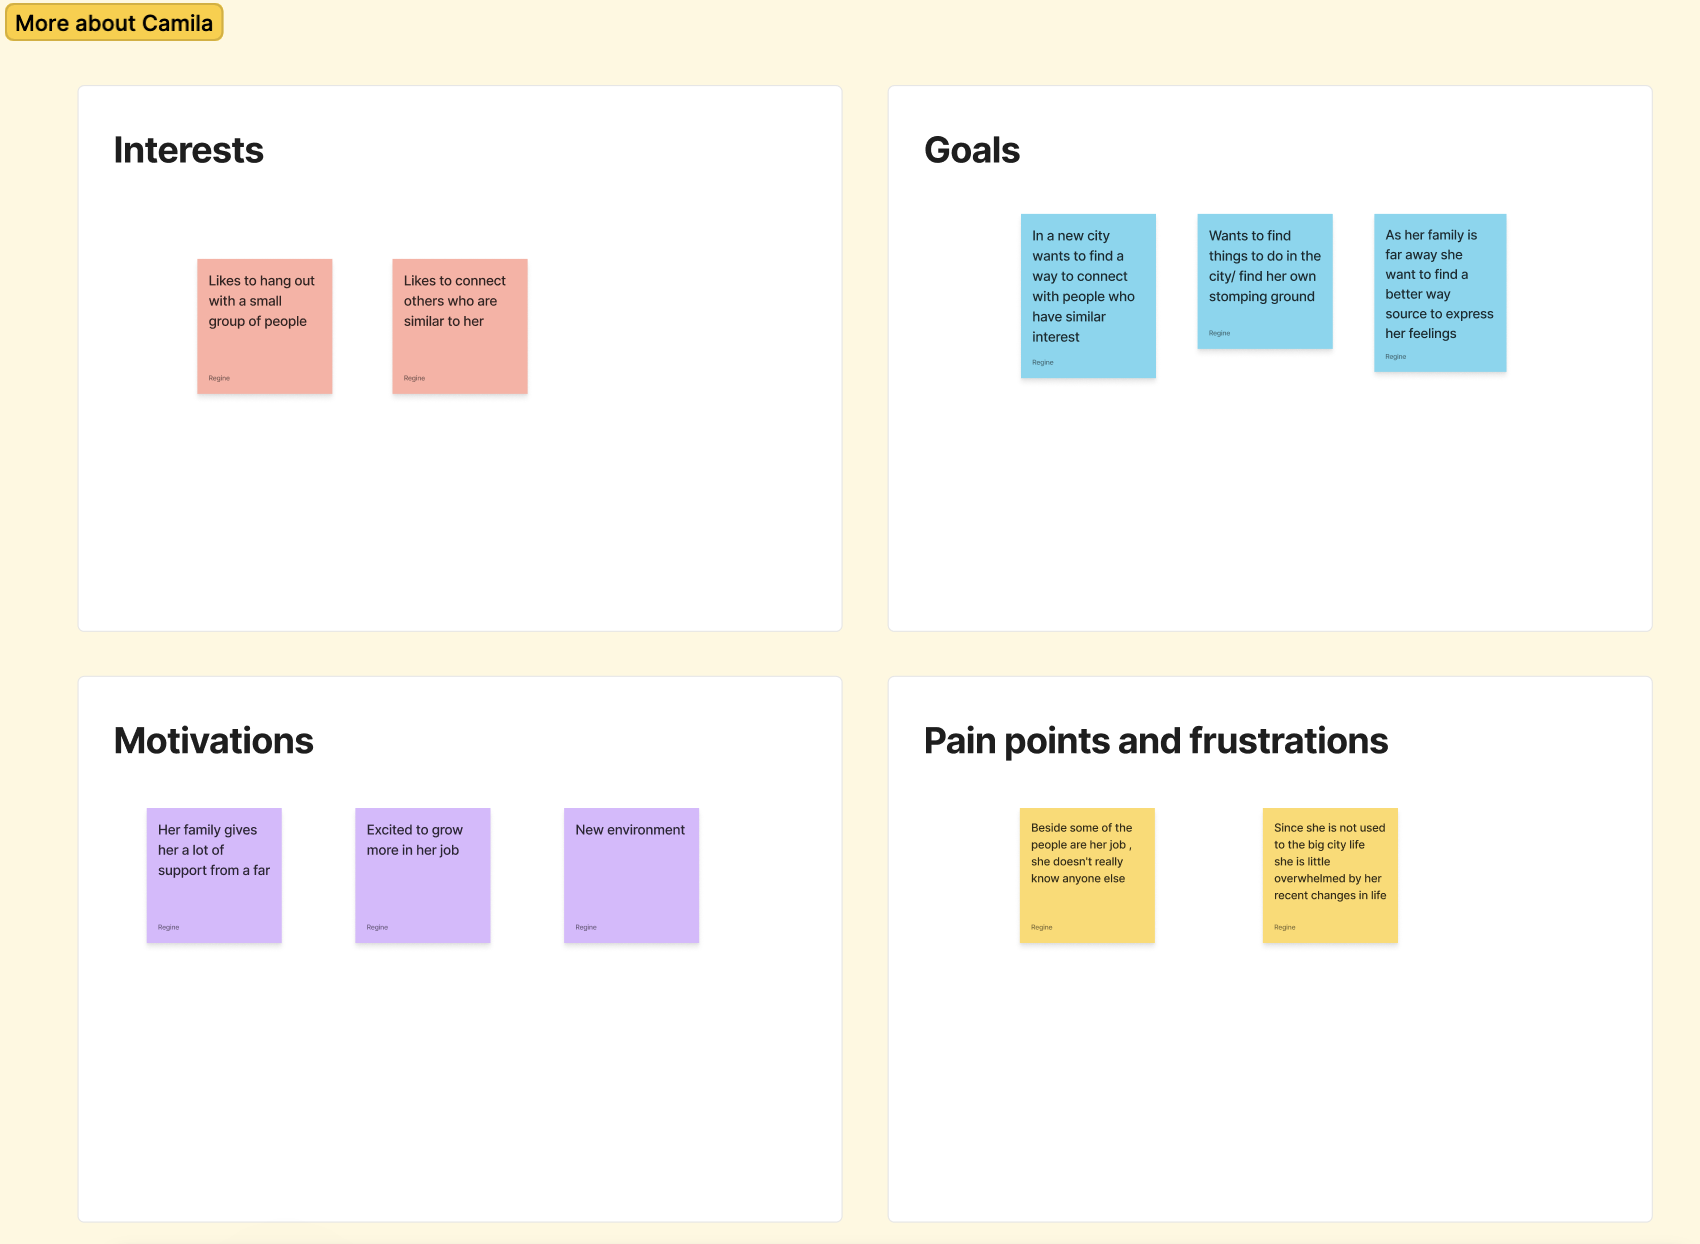 More about Camila
Interests
Likes to hang out
with a small
group of people
Regine
Likes to connect
others who are
similar to her
Regine
Goals
In a new city
wants to find a
way to connect
with people who
have similar
interest
Regine
Wants to find
things to do in the
city/ find her own
stomping ground
Regine
As her family is
far away she
want to find a
better way
source to express
her feelings
Regine
Motivations
Her family gives
her a lot of
support from a far
Regine
Excited to grow
more in her job
Regine
New environment
Regine
Pain points and frustrations
Beside some of the
people are her job ,
she doesn't really
know anyone else
Regine
Since she is not used
to the big city life
she is little
overwhelmed by her
recent changes in life
Regine